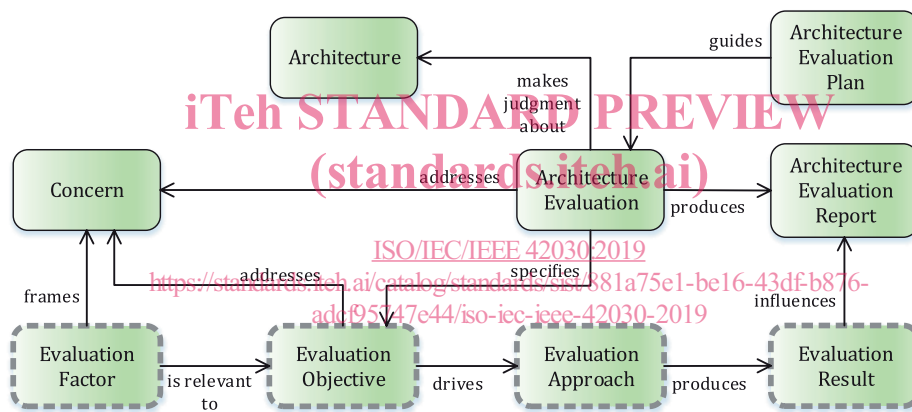 Architecture
guides
Architecture
Evaluation
Plan
makes
judgment
about
iTeh STANDARD PREVIEW
(standards.iteh.ai)
Concern
addresses
Architecture
Evaluation
produces
Architecture
Evaluation
Report
ISO/IEC/IEEE 42030:2019
addresses
specifies
https://standards.iteh.ai/catalog/standards/sist/881a75e1-be16-43df-b876-
adcf95747e44/iso-iec-ieee-42030-2019
frames
influences
Evaluation
Factor
is relevant
to
Evaluation
Objective
drives
Evaluation
Approach
produces
Evaluation
Result